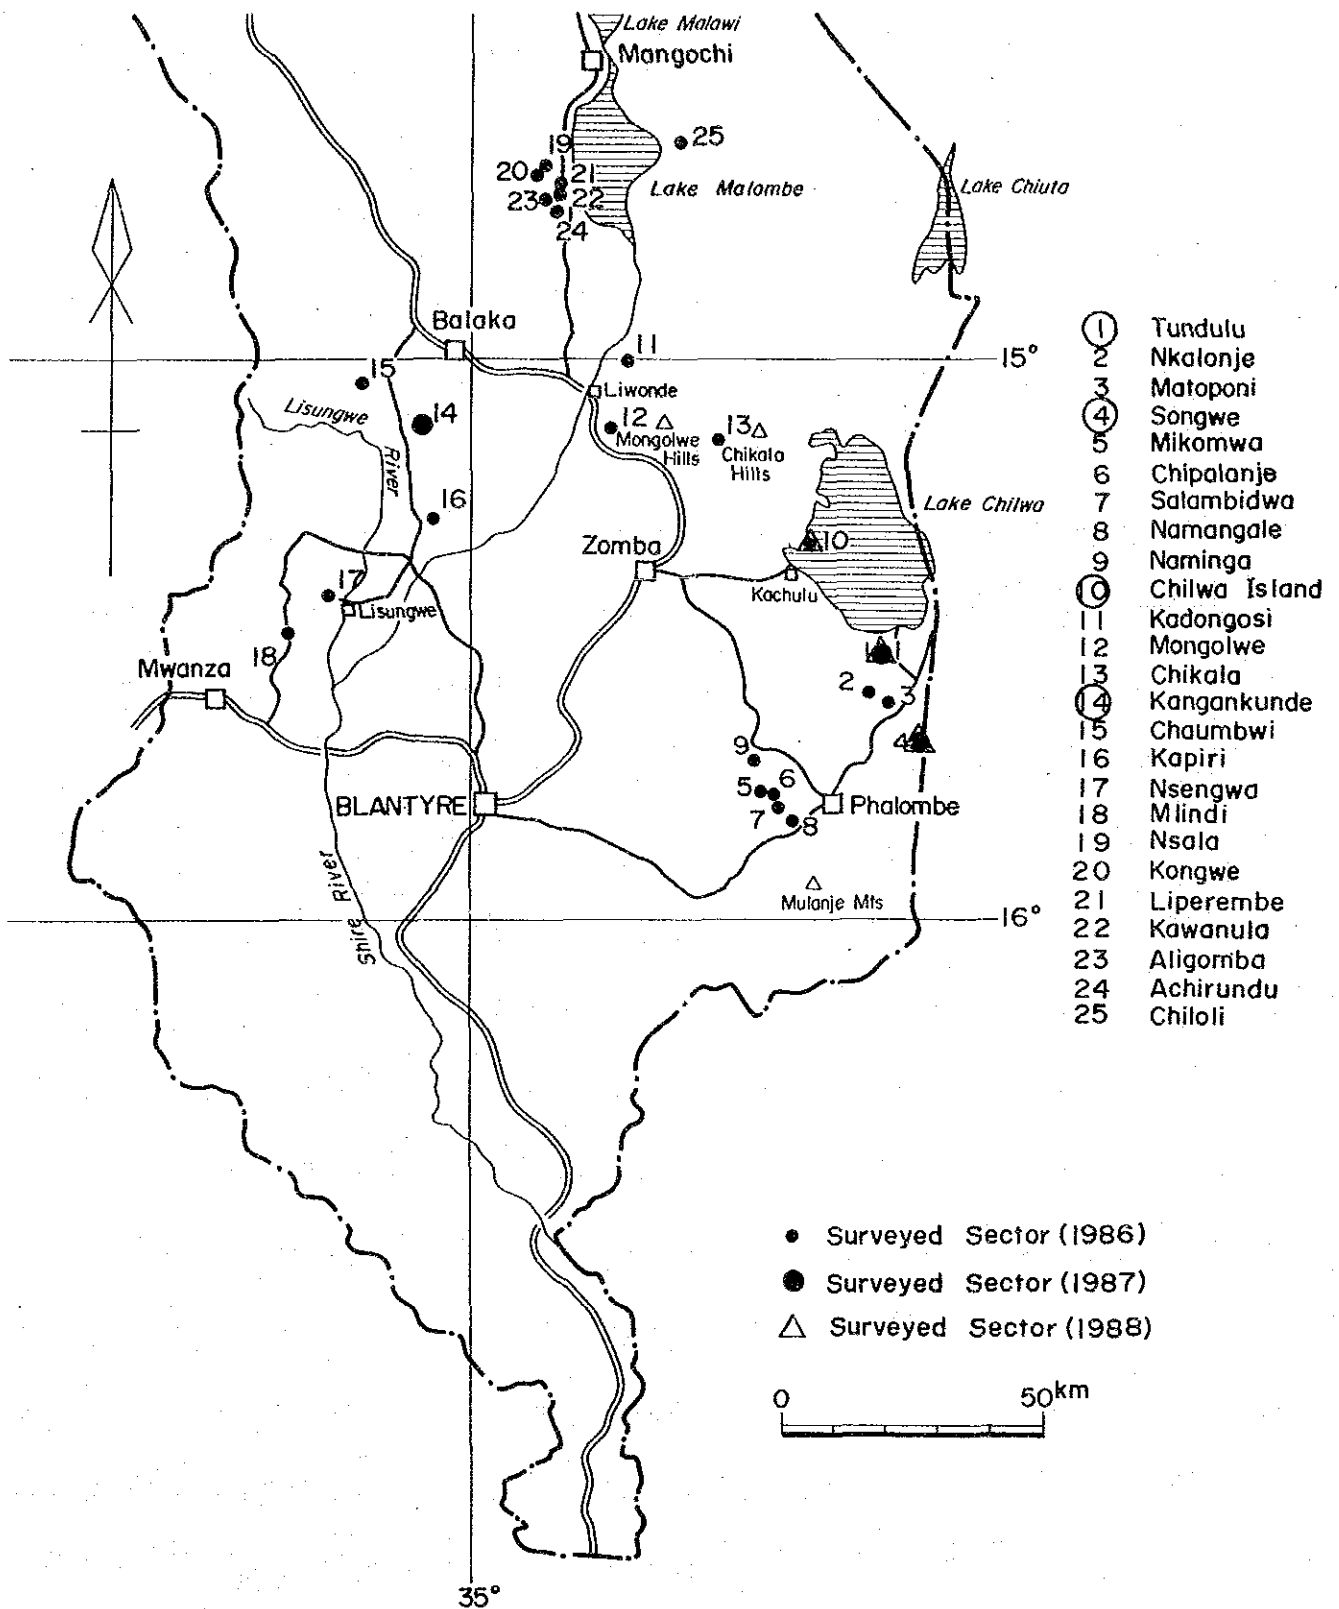 Lake Malawi
Mangochi
25
19
20
21
22
23
24
Lake Malombe
Lake Chiuta
Balaka
11
15°
15
Liwonde
Lisungwe
River
14
12
Mongolwe
Hills
13
Chikala
Hills
Lake Chilwa
16
Zomba
10
Kachulu
17
Lisungwe
18
Mwanza
1
2
3
4
9
5
6
7
8
BLANTYRE
Phalombe
Mulanje Mts
Shire River
16°
35°
1 Tundulu
2 Nkalonje
3 Matoponi
4 Songwe
5 Mikomwa
6 Chipalanje
7 Salambidwa
8 Namangale
9 Naminga
10 Chilwa Island
11 Kadongosi
12 Mongolwe
13 Chikala
14 Kangankunde
15 Chaumbwi
16 Kapiri
17 Nsengwa
18 Mlindi
19 Nsala
20 Kongwe
21 Liperembe
22 Kawanula
23 Aligomba
24 Achirundu
25 Chiloli
Surveyed Sector (1986)
Surveyed Sector (1987)
Surveyed Sector (1988)
0 50km